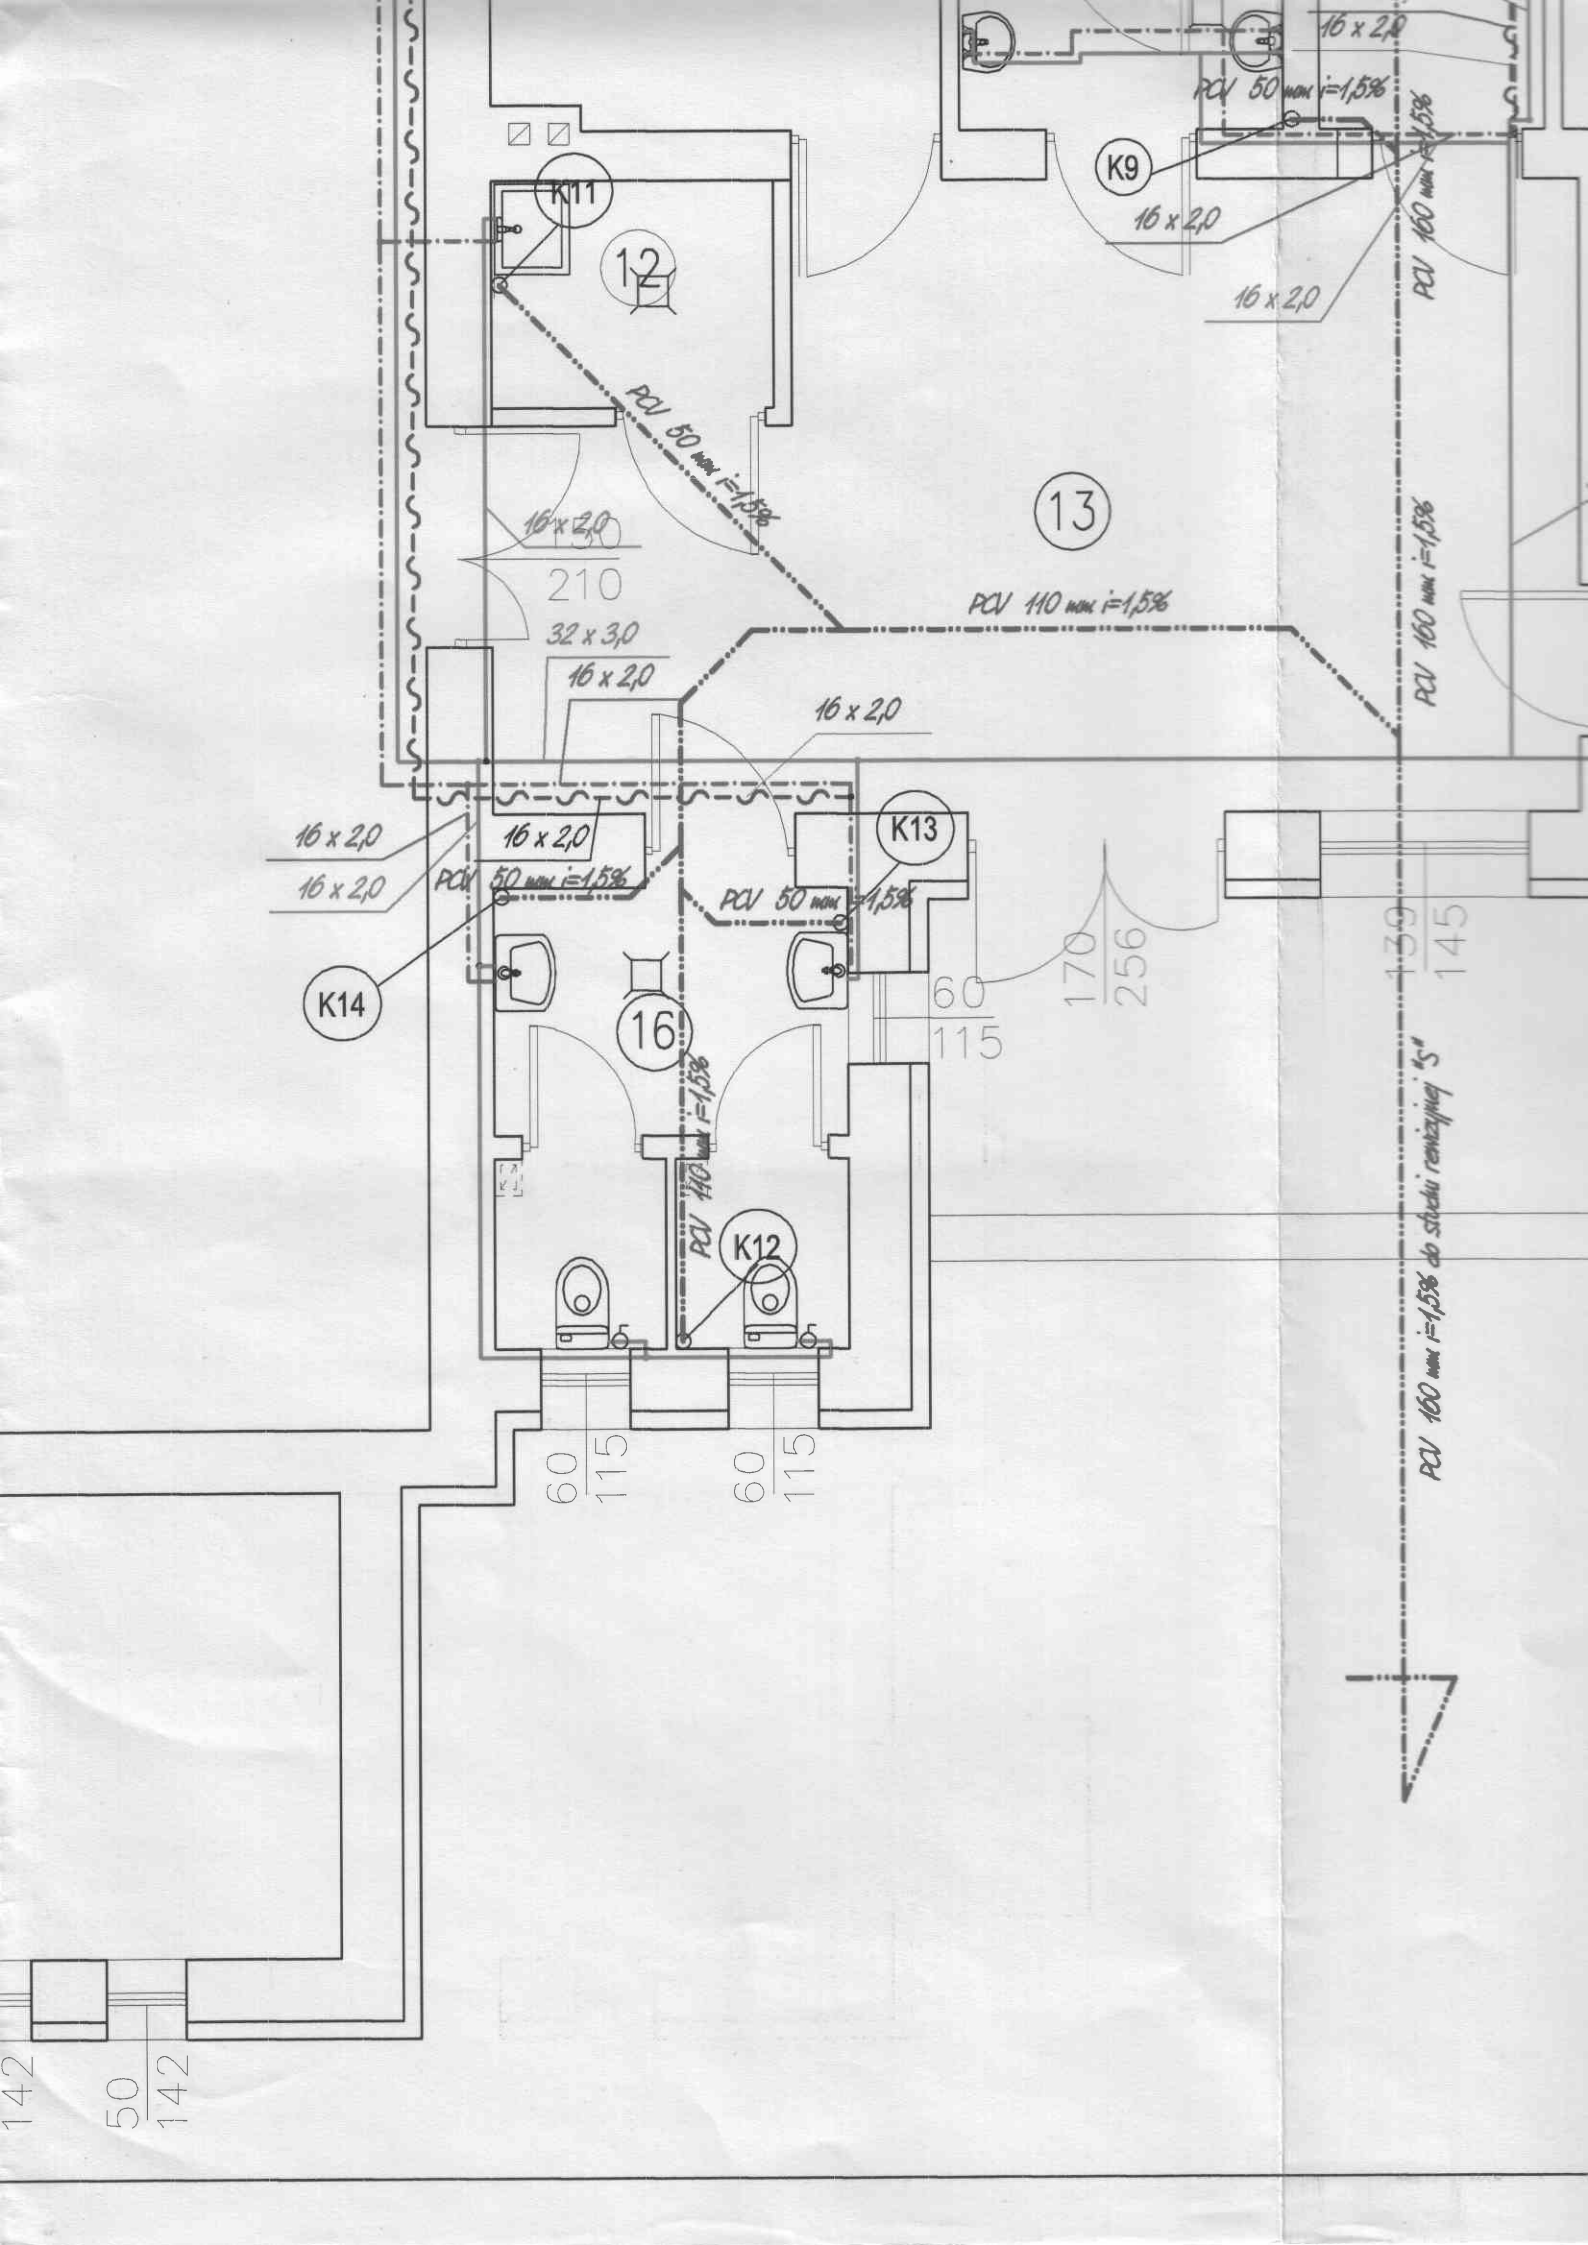 16 x 2,0
PCV 50 mm i=1,5%
K9
K11
16 x 2,0
12
16 x 2,0
PCV 160 mm i=1,5%
PCV 50 mm i=1,5%
13
16 x 2,0
150
210
PCV 160 mm i=1,5%
PCV 110 mm i=1,5%
32 x 3,0
16 x 2,0
16 x 2,0
16 x 2,0
16 x 2,0
K13
16 x 2,0
PCV 50 mm i=1,5%
PCV 50 mm i=1,5%
K14
16
60
115
170
256
139
145
PCV 110 mm i=1,5%
K12
PCV 160 mm i=1,5% do studni rewizyjnej "S"
60
115
60
115
142
50
142